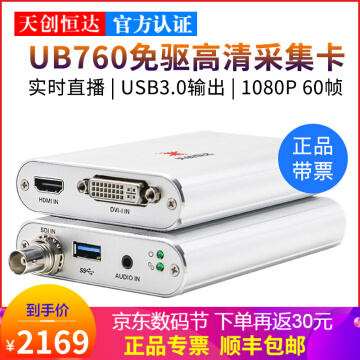 天创恒达 官方认证
UB760免驱高清采集卡
实时直播 | USB3.0输出 | 1080P 60帧
正品
带票
HDMI IN
DVI-I IN
SDI IN
SS
AUDIO IN
到手价
¥2169
京东数码节 下单再返30元
正品专票 顺丰包邮